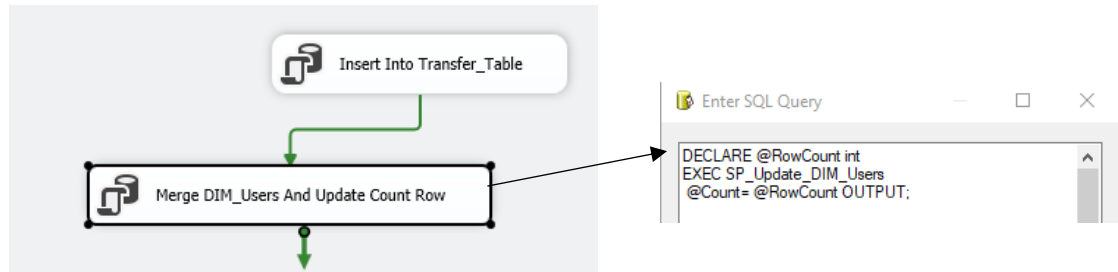 Insert Into Transfer_Table
Merge DIM_Users And Update Count Row
Enter SQL Query
DECLARE @RowCount int
EXEC SP_Update_DIM_Users
@Count= @RowCount OUTPUT;